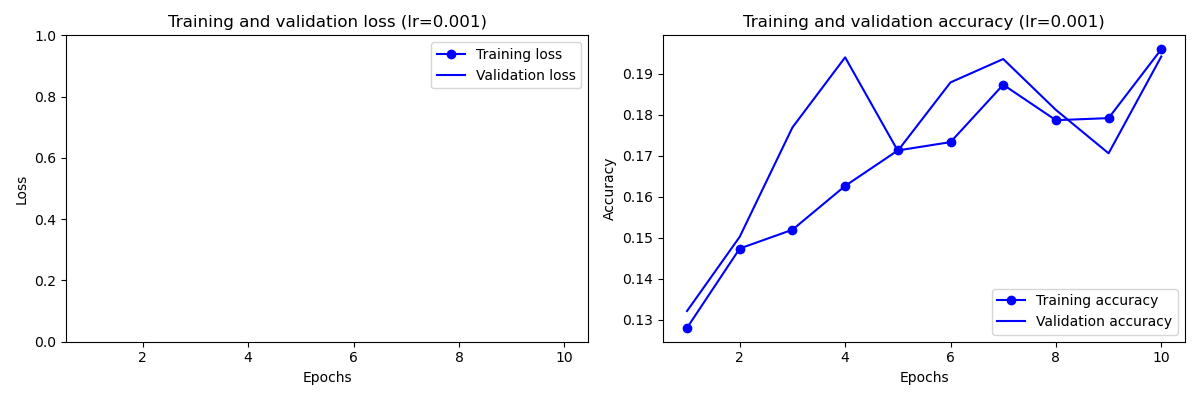 Training and validation loss (lr=0.001)
1.0
0.8
0.6
0.4
0.2
0.0
Loss
Training loss
Validation loss
2 4 6 8 10
Epochs
Training and validation accuracy (lr=0.001)
0.19
0.18
0.17
0.16
0.15
0.14
0.13
Accuracy
Training accuracy
Validation accuracy
2 4 6 8 10
Epochs